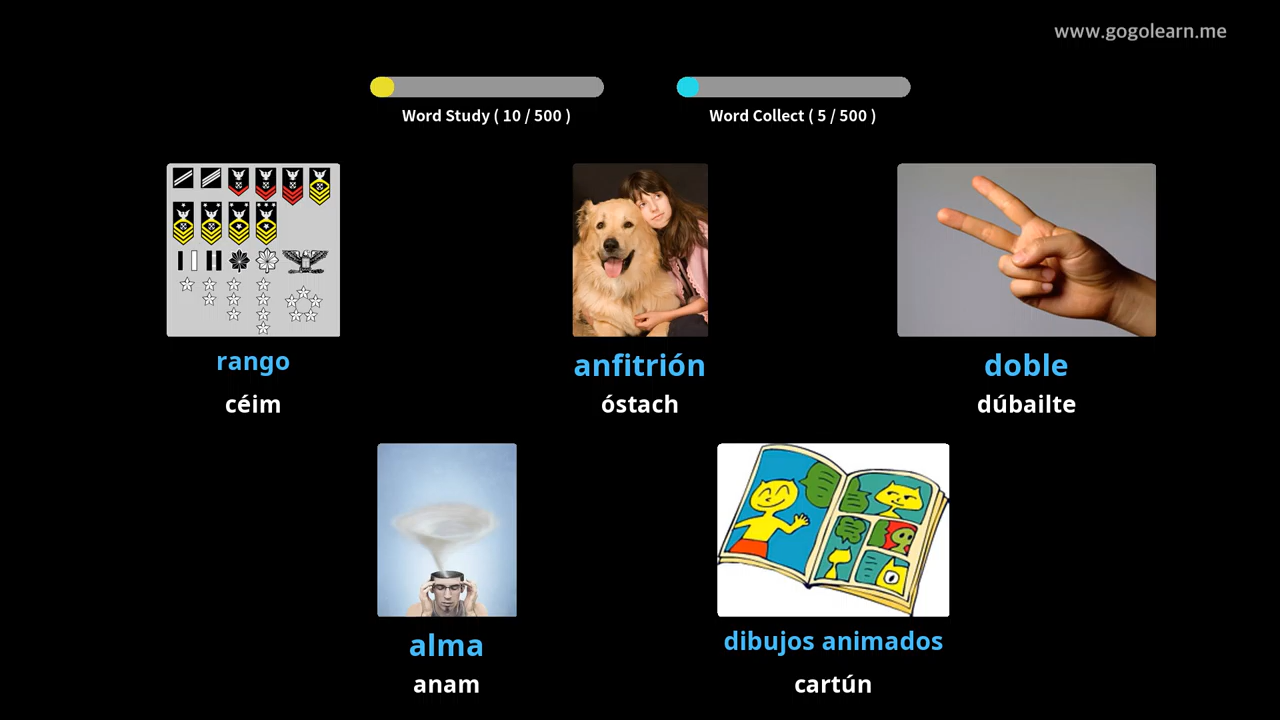 www.gogolearn.me
Word Study ( 10 / 500 )
Word Collect ( 5 / 500 )
rango
anfitrión
doble
céim
óstach
dúbailte
alma
dibujos animados
anam
cartún